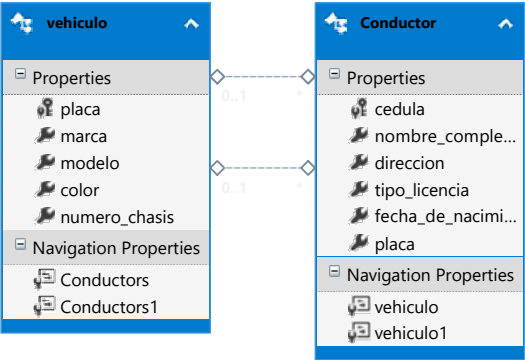 vehiculo
Properties
placa
marca
modelo
color
numero_chasis
Navigation Properties
Conductors
Conductors1
0..1 *
0..1 *
Conductor
Properties
cedula
nombre_comple...
direccion
tipo_licencia
fecha_de_nacimi...
placa
Navigation Properties
vehiculo
vehiculo1